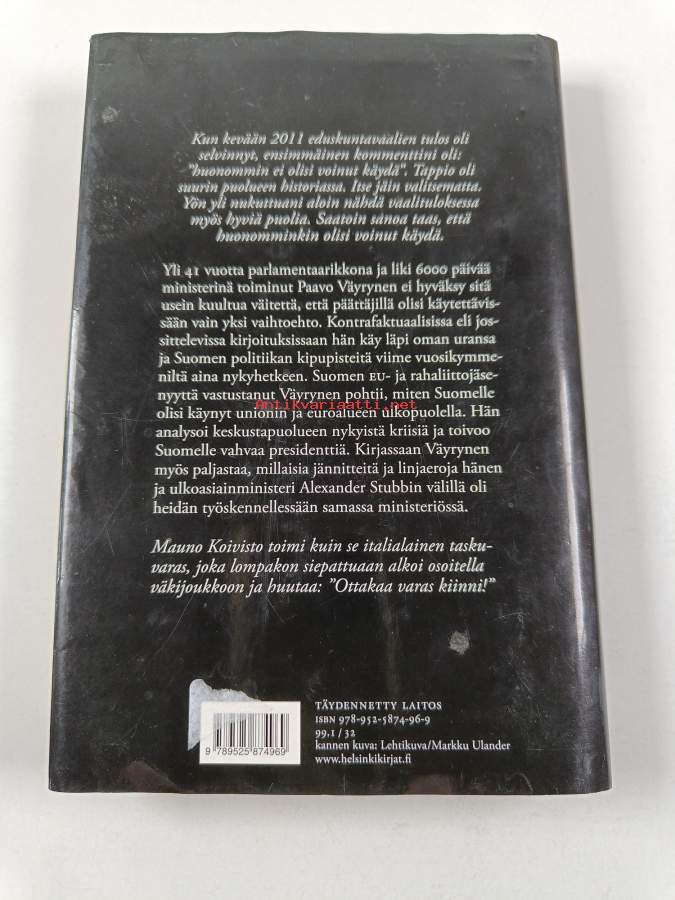 Kun kevään 2011 eduskuntavaalien tulos oli
selvinnyt, ensimmäinen kommenttini oli:
"huonommin ei olisi voinut käydä". Tappio oli
suurin puolueen historiassa. Itse jäin valitsematta.
Yön yli nukuttuani aloin nähdä vaalituloksessa
myös hyviä puolia. Saatoin sanoa taas, että
huonomminkin olisi voinut käydä.
Yli 41 vuotta parlamentaarikkona ja liki 6000 päivää
ministerinä toiminut Paavo Väyrynen ei hyväksy sitä
usein kuultua väitettä, että päättäjillä olisi käytettävis-
sään vain yksi vaihtoehto. Kontrafaktuaalisissa eli jos-
sittelevissa kirjoituksissaan hän käy läpi oman uransa
ja Suomen politiikan kipupisteitä viime vuosikymme-
niltä aina nykyhetkeen. Suomen EU- ja rahaliittojäse-
nyyttä vastustanut Väyrynen pohtii, miten Suomelle
Antikvariaatti.net
olisi käynyt unionin ja euroalueen ulkopuolella. Hän
analysoi keskustapuolueen nykyistä kriisiä ja toivoo
Suomelle vahvaa presidenttiä. Kirjassaan Väyrynen
myös paljastaa, millaisia jännitteitä ja linjaeroja hänen
ja ulkoasiainministeri Alexander Stubbin välillä oli
heidän työskennellessään samassa ministeriössä.
Mauno Koivisto toimi kuin se italialainen tasku-
varas, joka lompakon siepattuaan alkoi osoitella
väkijoukkoon ja huutaa: "Ottakaa varas kiinni!"
TÄYDENNETTY LAITOS
ISBN 978-952-5874-96-9
99.1 / 32
kannen kuva: Lehtikuva/Markku Ulander
www.helsinkikirjat.fi
9 789525 874969